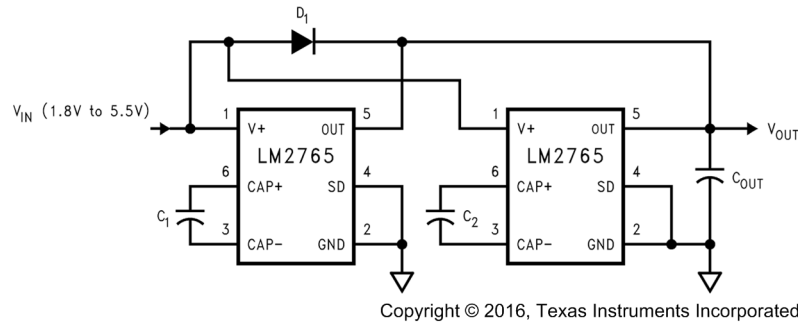 D1
VIN (1.8V to 5.5V)
1 V+ OUT 5
LM2765
6 CAP+ SD 4
C1
3 CAP- GND 2
1 V+ OUT 5
LM2765
6 CAP+ SD 4
C2
3 CAP- GND 2
VOUT
COUT
Copyright © 2016, Texas Instruments Incorporated